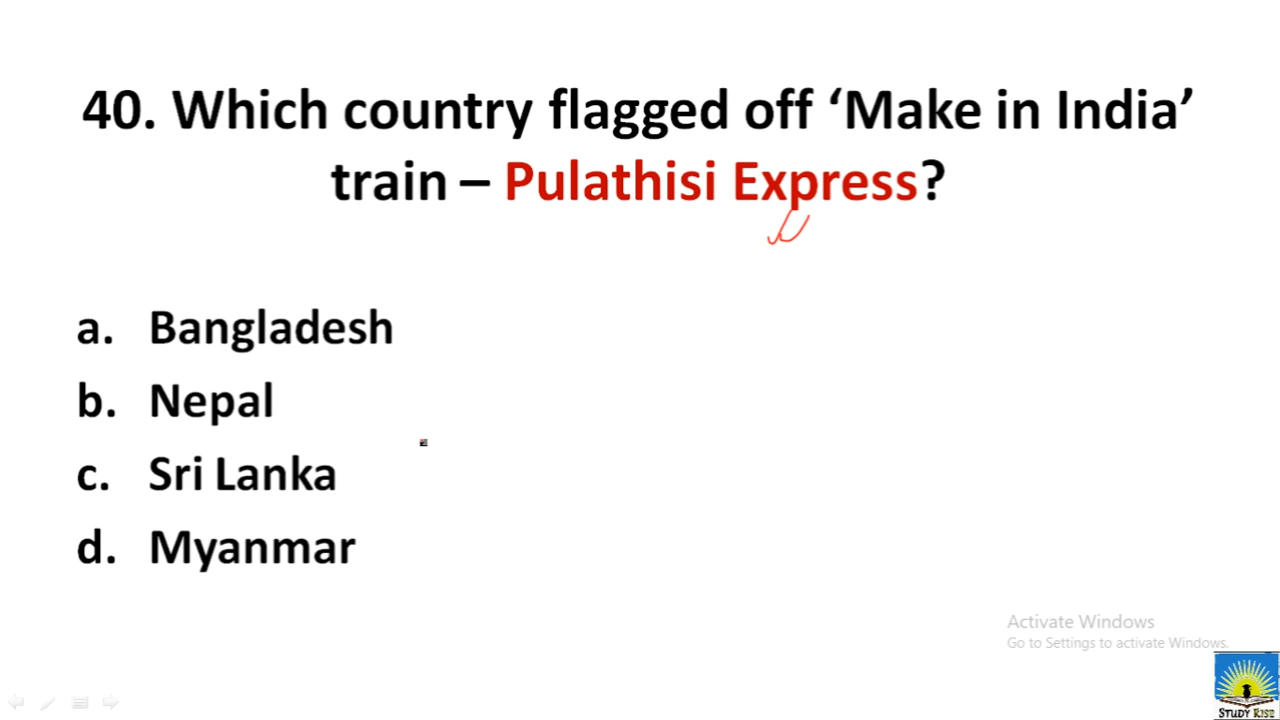 40. Which country flagged off ‘Make in India’
train – Pulathisi Express?
a. Bangladesh
b. Nepal
c. Sri Lanka
d. Myanmar
Activate Windows
Go to Settings to activate Windows.
STUDY RISE